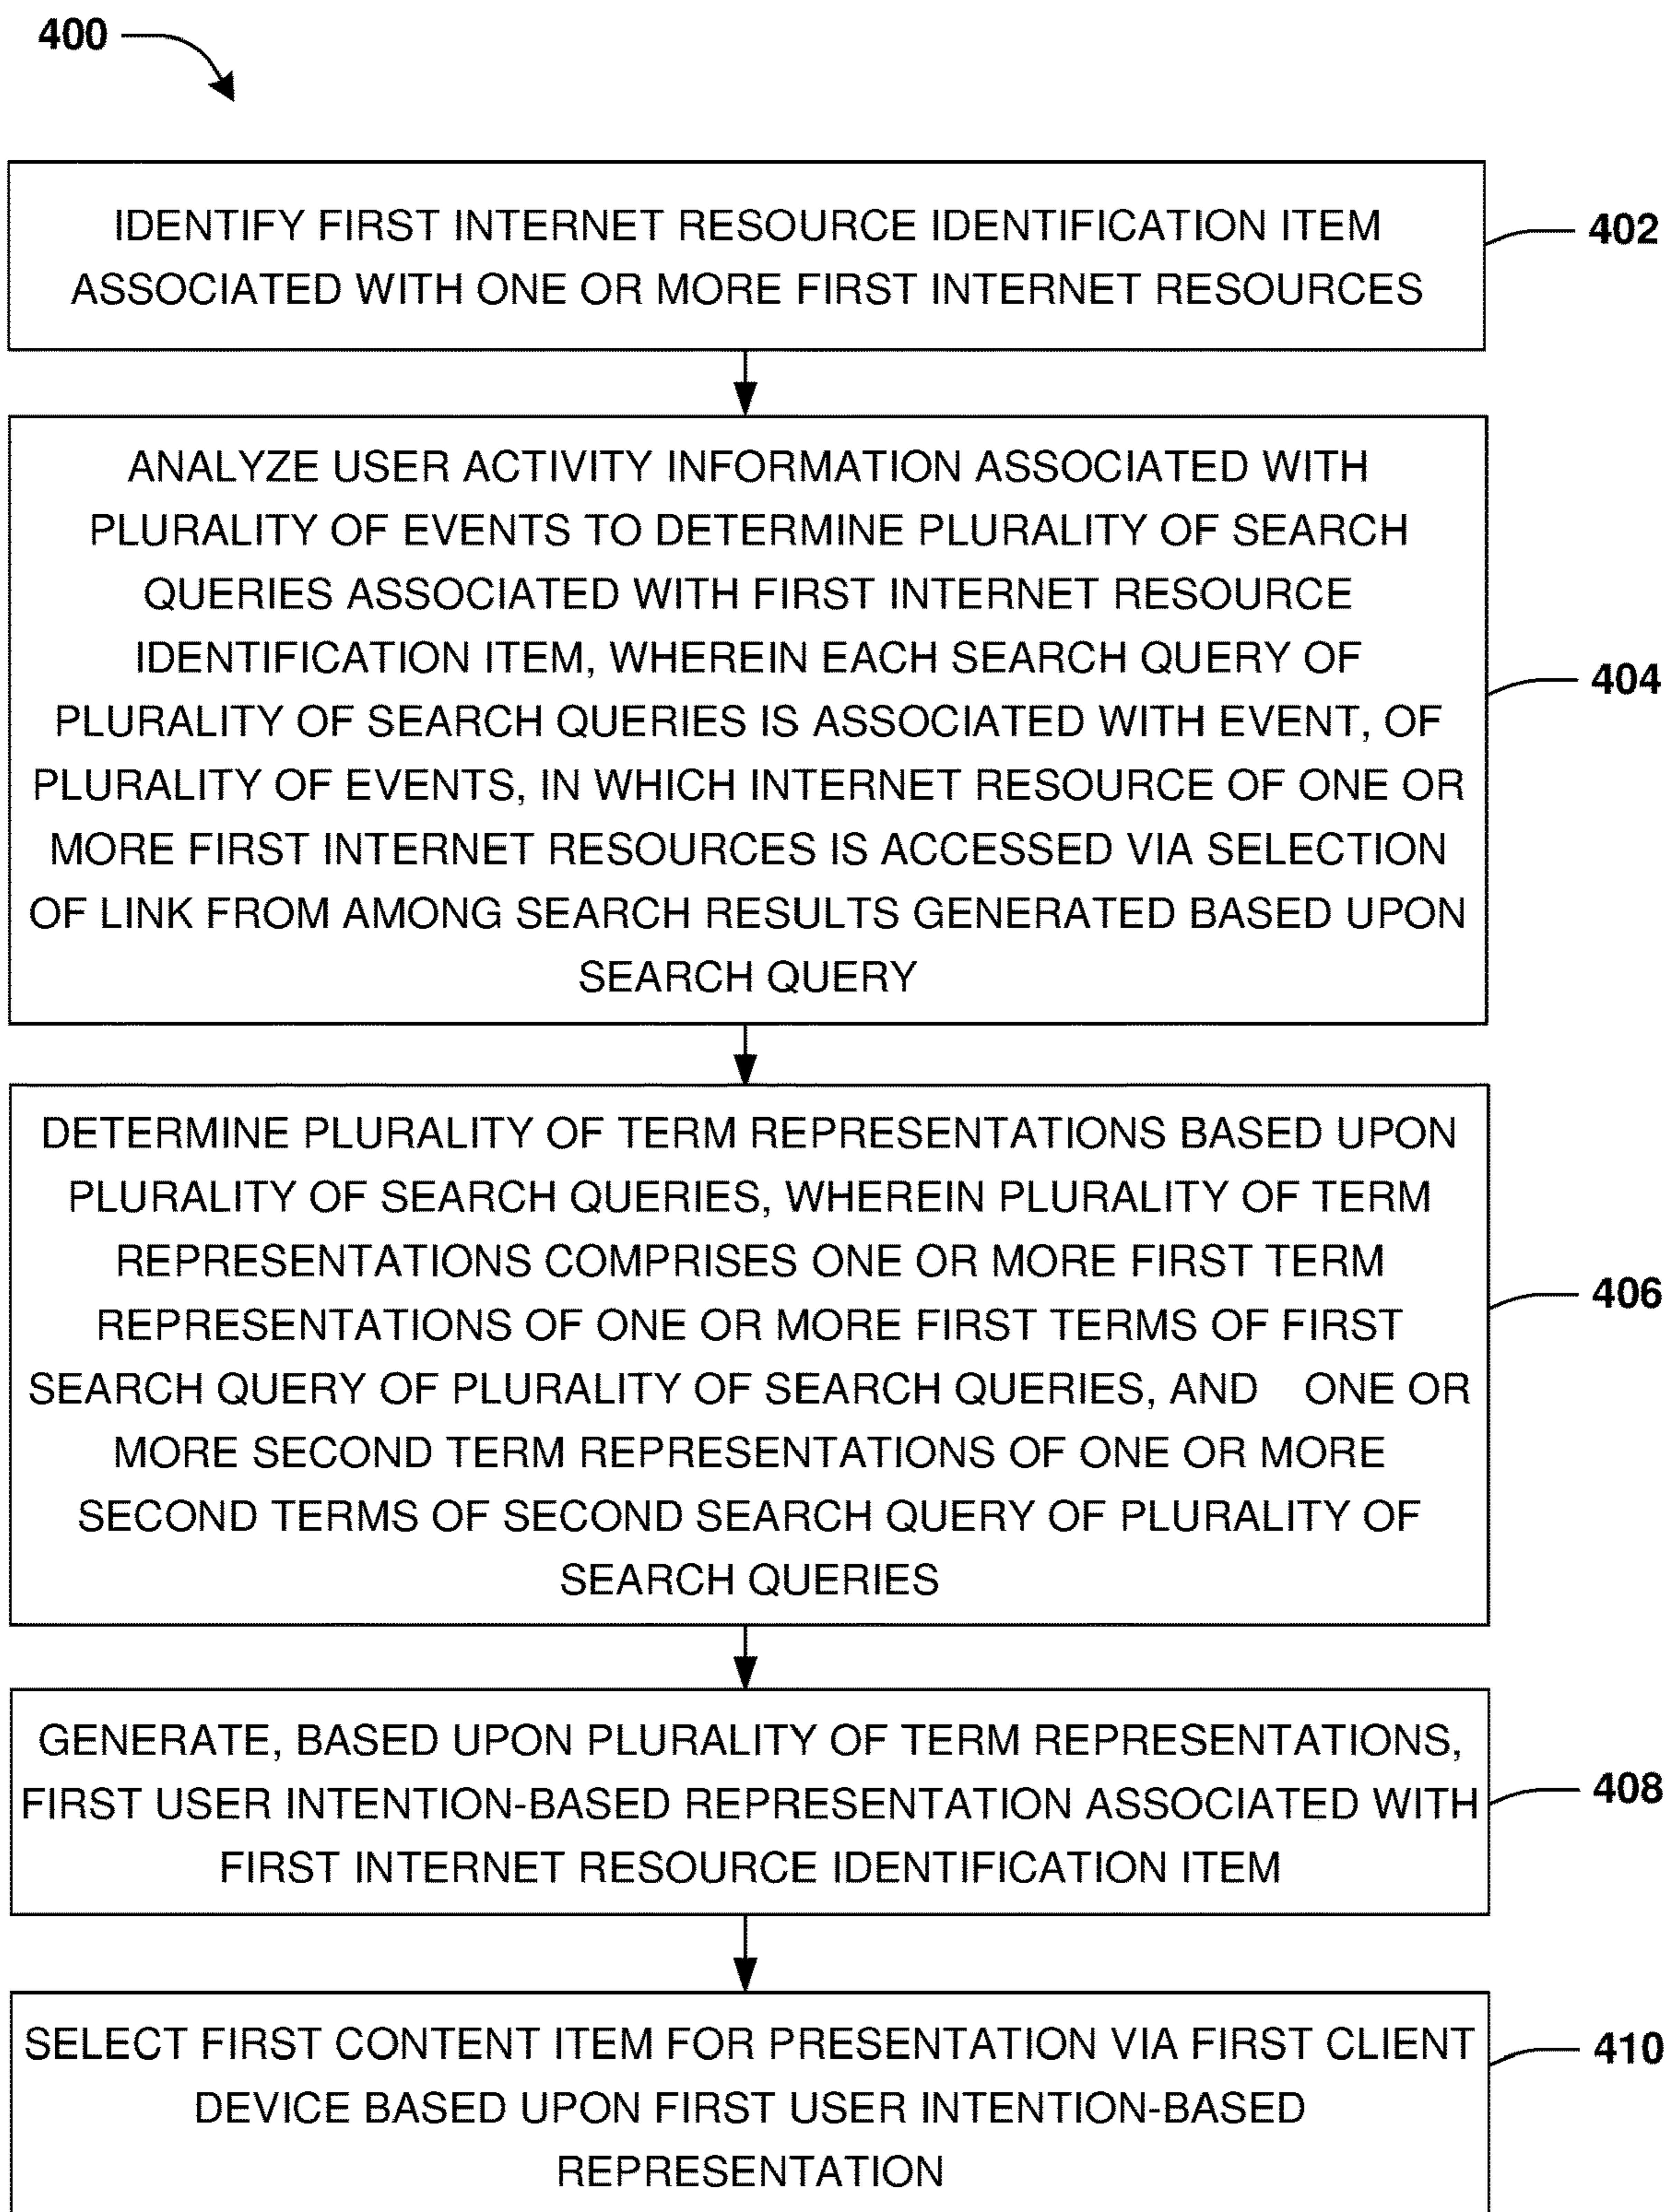 400
IDENTIFY FIRST INTERNET RESOURCE IDENTIFICATION ITEM
ASSOCIATED WITH ONE OR MORE FIRST INTERNET RESOURCES
402
ANALYZE USER ACTIVITY INFORMATION ASSOCIATED WITH
PLURALITY OF EVENTS TO DETERMINE PLURALITY OF SEARCH
QUERIES ASSOCIATED WITH FIRST INTERNET RESOURCE
IDENTIFICATION ITEM, WHEREIN EACH SEARCH QUERY OF
PLURALITY OF SEARCH QUERIES IS ASSOCIATED WITH EVENT, OF
PLURALITY OF EVENTS, IN WHICH INTERNET RESOURCE OF ONE OR
MORE FIRST INTERNET RESOURCES IS ACCESSED VIA SELECTION
OF LINK FROM AMONG SEARCH RESULTS GENERATED BASED UPON
SEARCH QUERY
404
DETERMINE PLURALITY OF TERM REPRESENTATIONS BASED UPON
PLURALITY OF SEARCH QUERIES, WHEREIN PLURALITY OF TERM
REPRESENTATIONS COMPRISES ONE OR MORE FIRST TERM
REPRESENTATIONS OF ONE OR MORE FIRST TERMS OF FIRST
SEARCH QUERY OF PLURALITY OF SEARCH QUERIES, AND ONE OR
MORE SECOND TERM REPRESENTATIONS OF ONE OR MORE
SECOND TERMS OF SECOND SEARCH QUERY OF PLURALITY OF
SEARCH QUERIES
406
GENERATE, BASED UPON PLURALITY OF TERM REPRESENTATIONS,
FIRST USER INTENTION-BASED REPRESENTATION ASSOCIATED WITH
FIRST INTERNET RESOURCE IDENTIFICATION ITEM
408
SELECT FIRST CONTENT ITEM FOR PRESENTATION VIA FIRST CLIENT
DEVICE BASED UPON FIRST USER INTENTION-BASED
REPRESENTATION
410